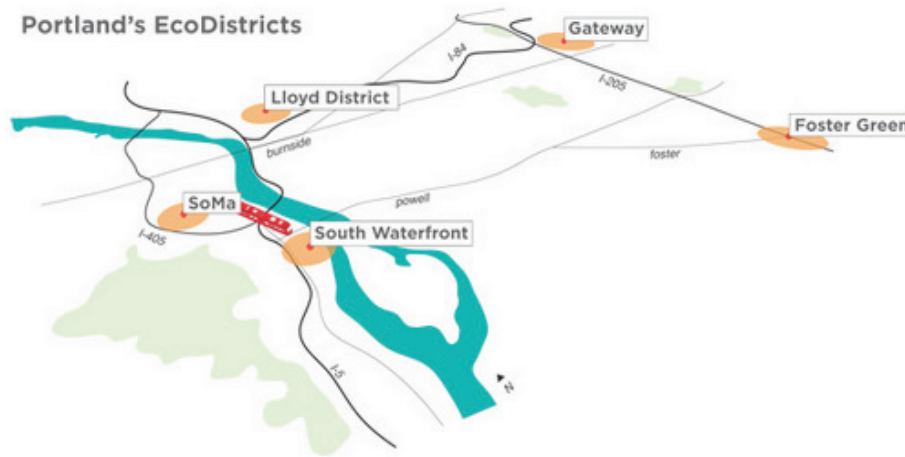 Portland's EcoDistricts
Gateway
I-84
I-205
Lloyd District
Foster Green
burnside
foster
SoMa
powell
I-405
South Waterfront
I-5
N